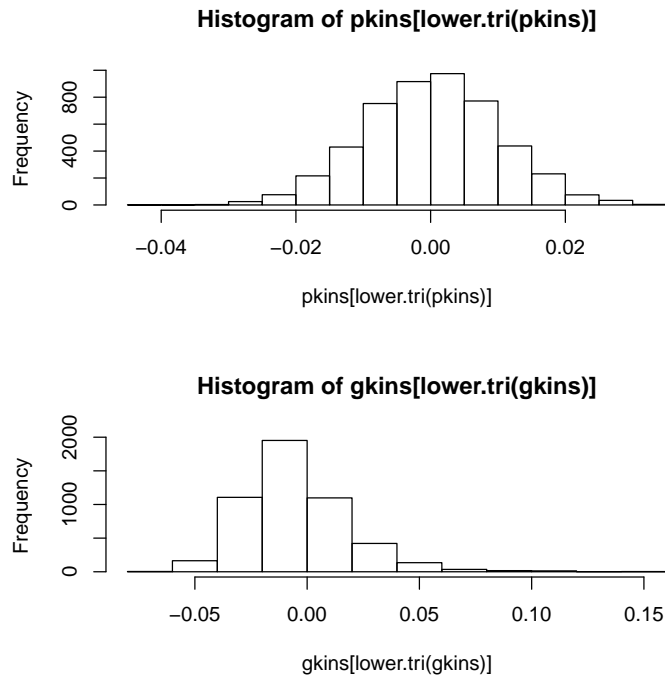 Histogram of pkins[lower.tri(pkins)]
Frequency
0 400 800
−0.04 −0.02 0.00 0.02
pkins[lower.tri(pkins)]
Histogram of gkins[lower.tri(gkins)]
Frequency
0 1000 2000
−0.05 0.00 0.05 0.10 0.15
gkins[lower.tri(gkins)]